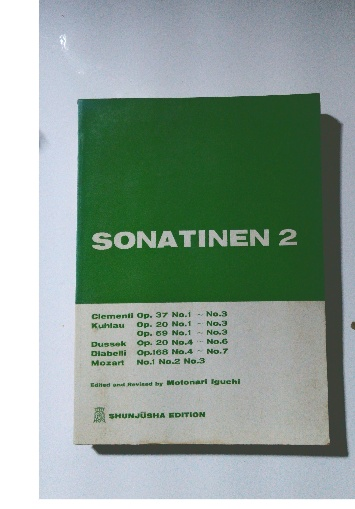 SONATINEN 2
Clementi Op. 37 No.1 ~ No.3
Kuhlau Op. 20 No.1 ~ No.3
Op. 59 No.1 ~ No.3
Dussek Op. 20 No.4 ~ No.6
Diabelli Op.168 No.4 ~ No.7
Mozart No.1 No.2 No.3
Edited and Revised by Motonari Iguchi
SHUNJŪSHA EDITION